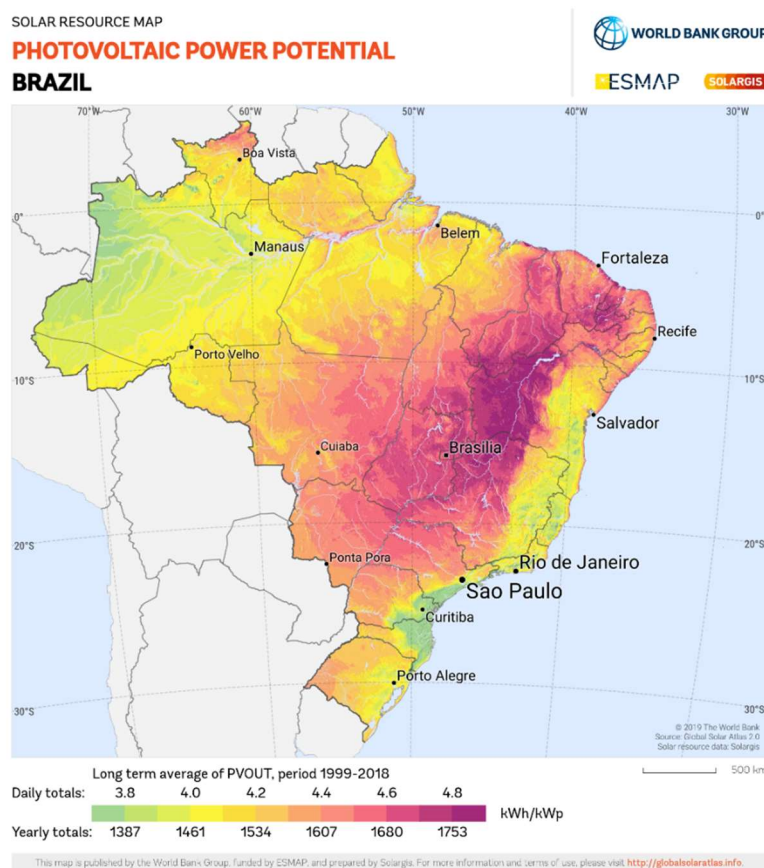 SOLAR RESOURCE MAP
PHOTOVOLTAIC POWER POTENTIAL
BRAZIL
WORLD BANK GROUP
ESMAP
SOLARGIS
70°W
60°W
50°W
40°W
30°W
Boa Vista
0°
0°
Manaus
Belem
Fortaleza
Recife
Porto Velho
10°S
10°S
Salvador
Cuiaba
Brasilia
20°S
20°S
Ponta Pora
Rio de Janeiro
Sao Paulo
Curitiba
Porto Alegre
30°S
30°S
© 2019 The World Bank
Source: Global Solar Atlas 2.0
Solar resource data: Solargis
Long term average of PVOUT, period 1999-2018
500 km
Daily totals: 3.8 4.0 4.2 4.4 4.6 4.8
kWh/kWp
Yearly totals: 1387 1461 1534 1607 1680 1753
This map is published by the World Bank Group, funded by ESMAP, and prepared by Solargis. For more information and terms of use, please visit http://globalsolaratlas.info.